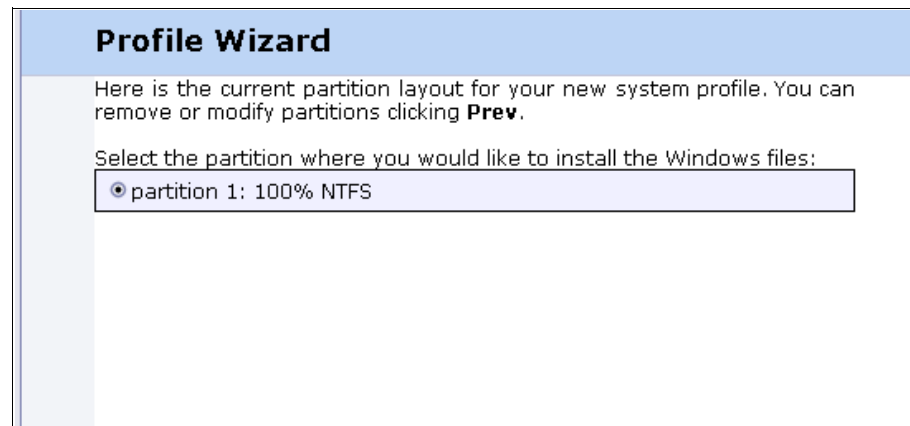 Profile Wizard
Here is the current partition layout for your new system profile. You can
remove or modify partitions clicking Prev.
Select the partition where you would like to install the Windows files:
partition 1: 100% NTFS